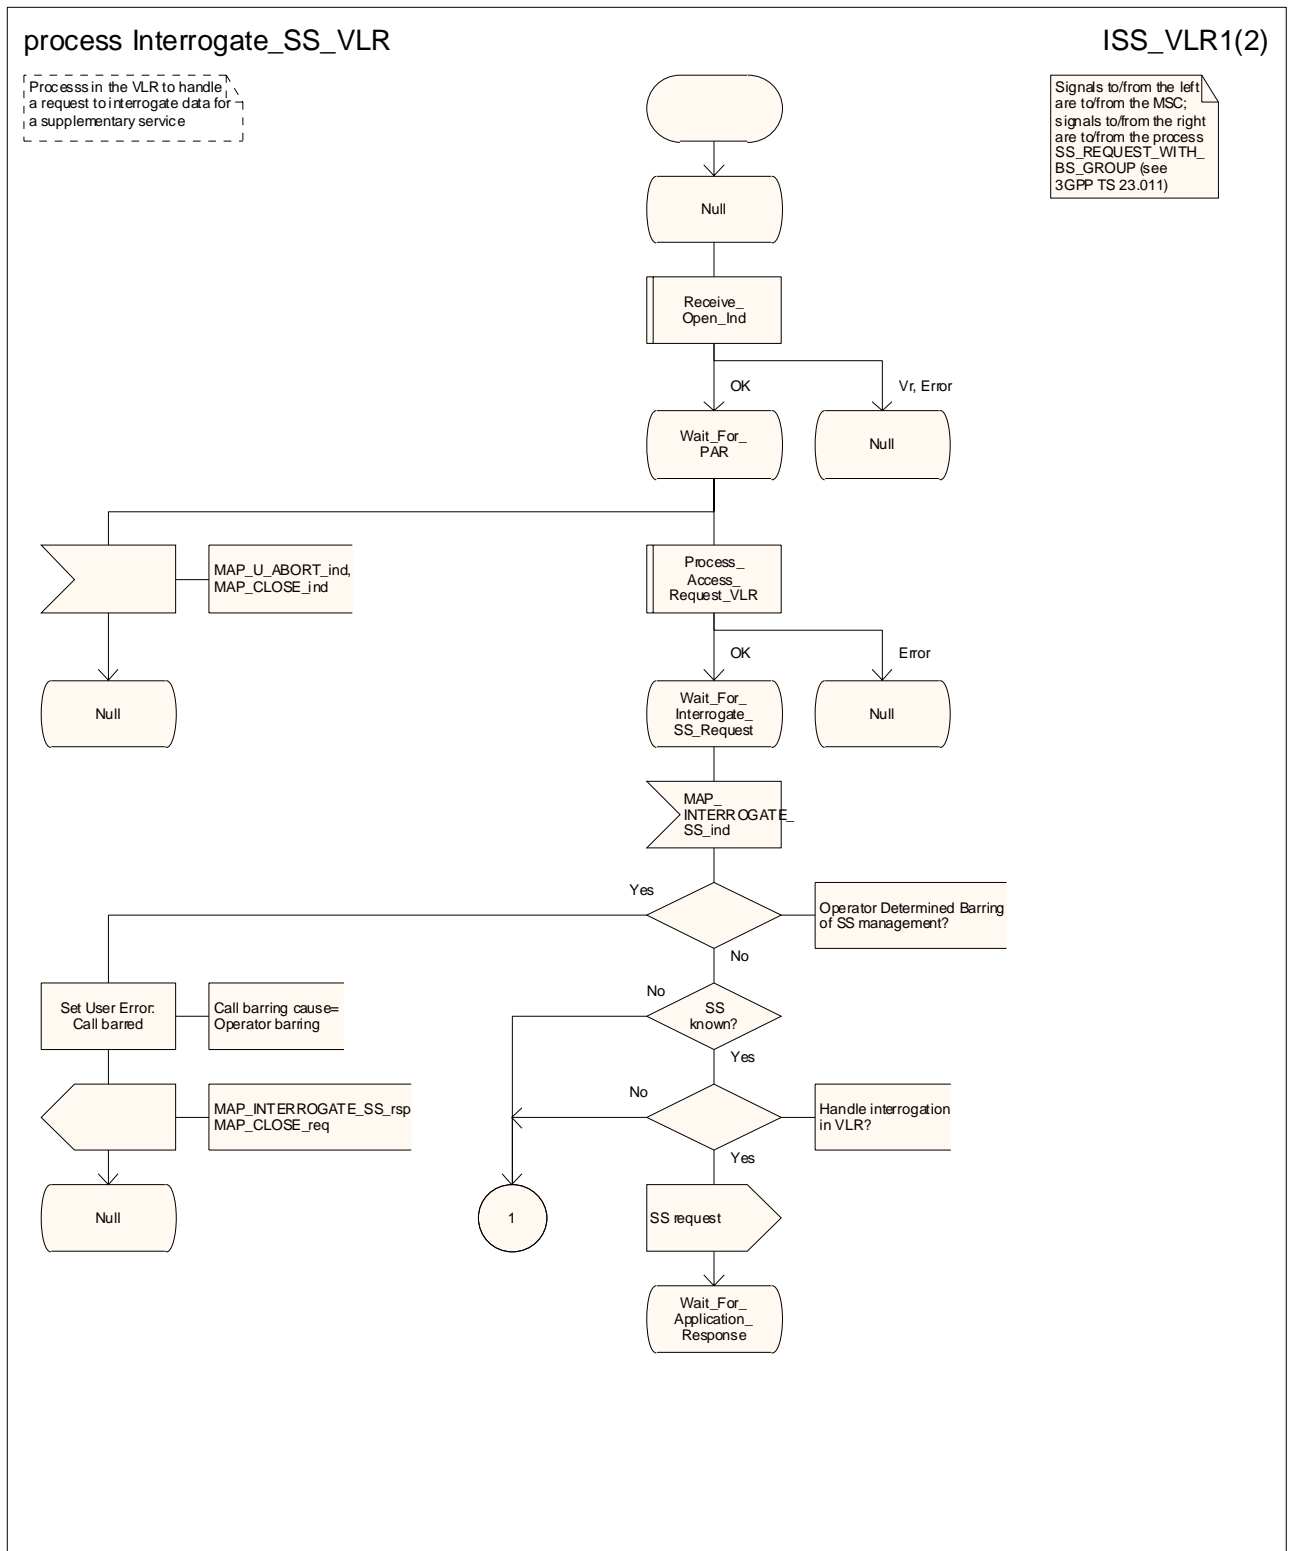 process Interrogate_SS_VLR
ISS_VLR1(2)
Processs in the VLR to handle
a request to interrogate data for
a supplementary service
Signals to/from the left
are to/from the MSC;
signals to/from the right
are to/from the process
SS_REQUEST_WITH_
BS_GROUP (see
3GPP TS 23.011)
Null
Receive_
Open_Ind
OK
Vr, Error
Wait_For_
PAR
Null
MAP_U_ABORT_ind,
MAP_CLOSE_ind
Process_
Access_
Request_VLR
OK
Error
Null
Wait_For_
Interrogate_
SS_Request
Null
MAP_
INTERROGATE_
SS_ind
Yes
Operator Determined Barring
of SS management?
No
Set User Error:
Call barred
Call barring cause=
Operator barring
No
SS
known?
Yes
MAP_INTERROGATE_SS_rsp
MAP_CLOSE_req
No
Handle interrogation
in VLR?
Yes
Null
1
SS request
Wait_For_
Application_
Response